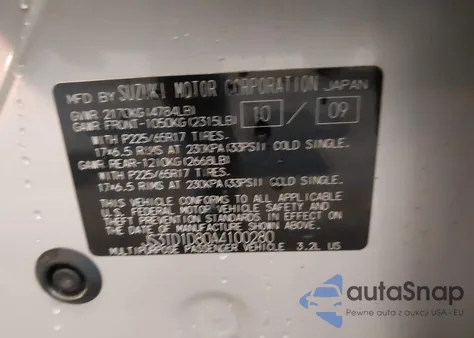 MFD BY SUZUKI MOTOR CORPORATION JAPAN
GVWR 2170KG(4784LB) 10 / 09
GAWR FRONT-1050KG(2315LB)
WITH P225/65R17 TIRES.
17×6.5 RIMS AT 230KPA(33PSI) COLD SINGLE.
GAWR REAR-1210KG(2668LB)
WITH P225/65R17 TIRES.
17×6.5 RIMS AT 230KPA(33PSI) COLD SINGLE.
THIS VEHICLE CONFORMS TO ALL APPLICABLE
U.S. FEDERAL MOTOR VEHICLE SAFETY AND
THEFT PREVENTION STANDARDS IN EFFECT ON
THE DATE OF MANUFACTURE SHOWN ABOVE.
JS3TD1D80A4100280
MULTIPURPOSE PASSENGER VEHICLE 3.2L US
autoSnap
Pewne auta z aukcji USA i EU